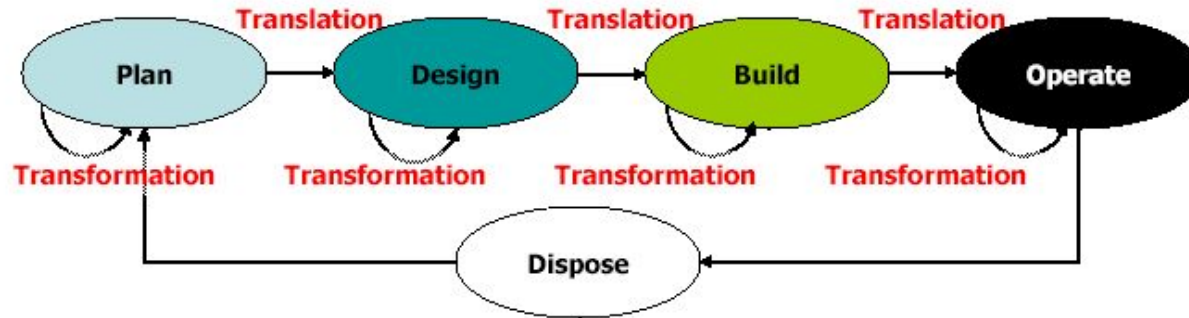 Translation Translation Translation
Plan Design Build Operate
Transformation Transformation Transformation Transformation
Dispose